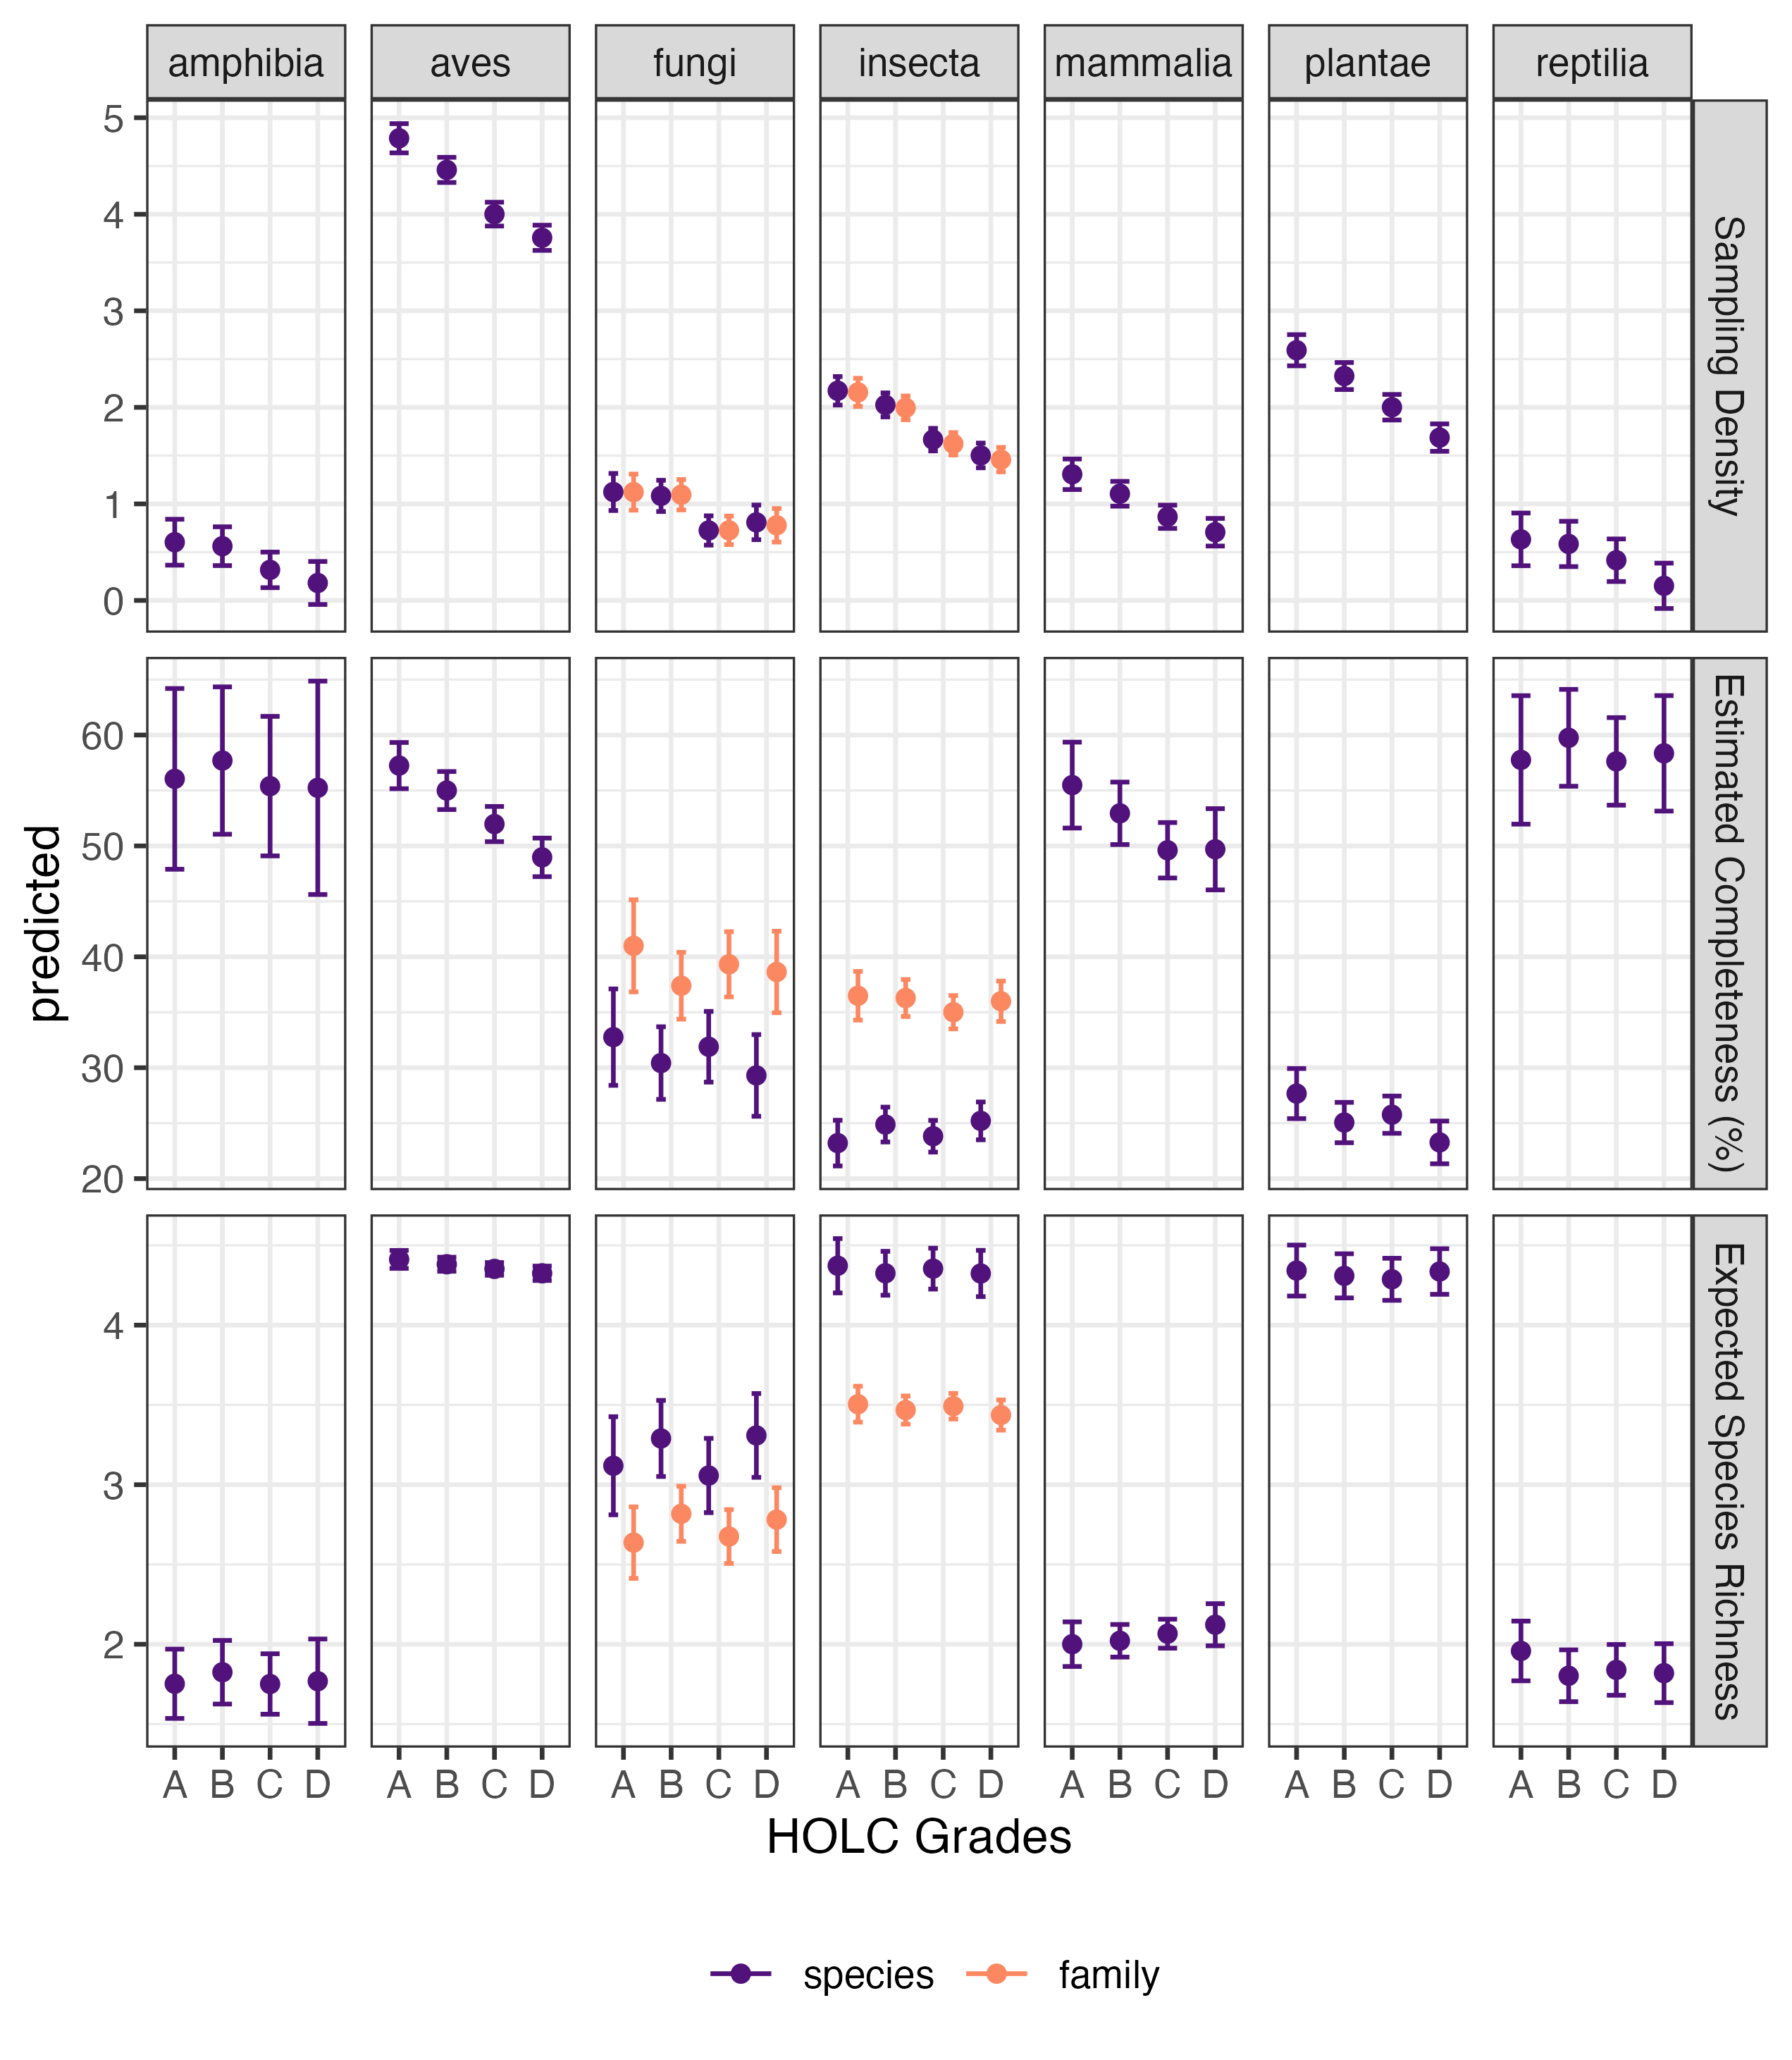 amphibia aves fungi insecta mammalia plantae reptilia
5
4
3
2
1
0
Sampling Density
60
50
40
30
20
Estimated Completeness (%)
predicted
4
3
2
Expected Species Richness
A B C D A B C D A B C D A B C D A B C D A B C D A B C D
HOLC Grades
species family